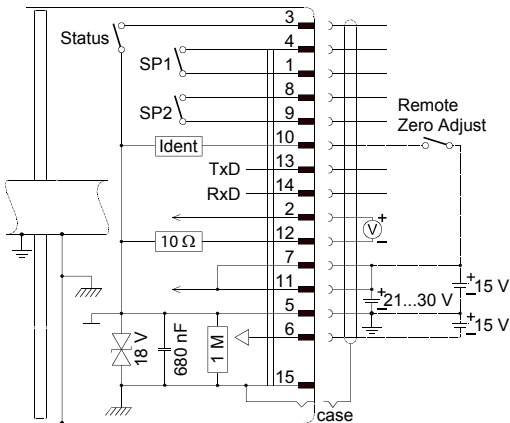 3
Status
4
SP1
1
8
SP2
9
Remote
Zero Adjust
Ident
10
TxD
13
RxD
14
2
V
+
–
10 Ω
12
7
11
+
–
21...30 V
+
–
15 V
5
6
+
–
15 V
18 V
680 nF
1 M
15
case